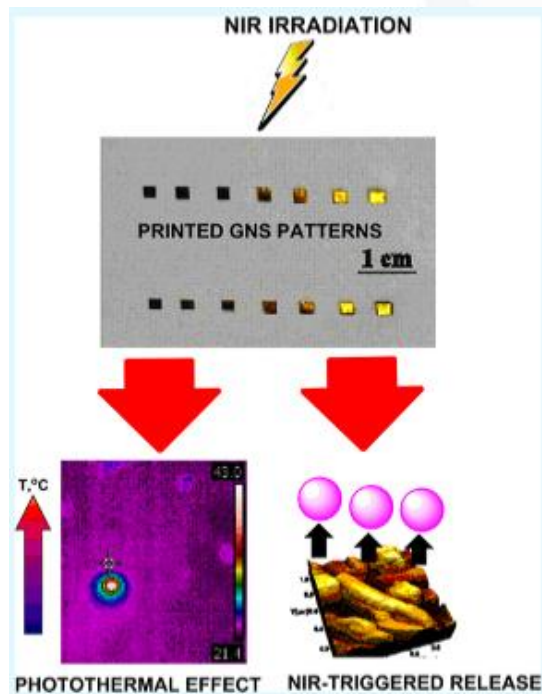 NIR IRRADIATION
PRINTED GNS PATTERNS
1 cm
T,°C
43.0
21.4
PHOTOTHERMAL EFFECT
NIR-TRIGGERED RELEASE